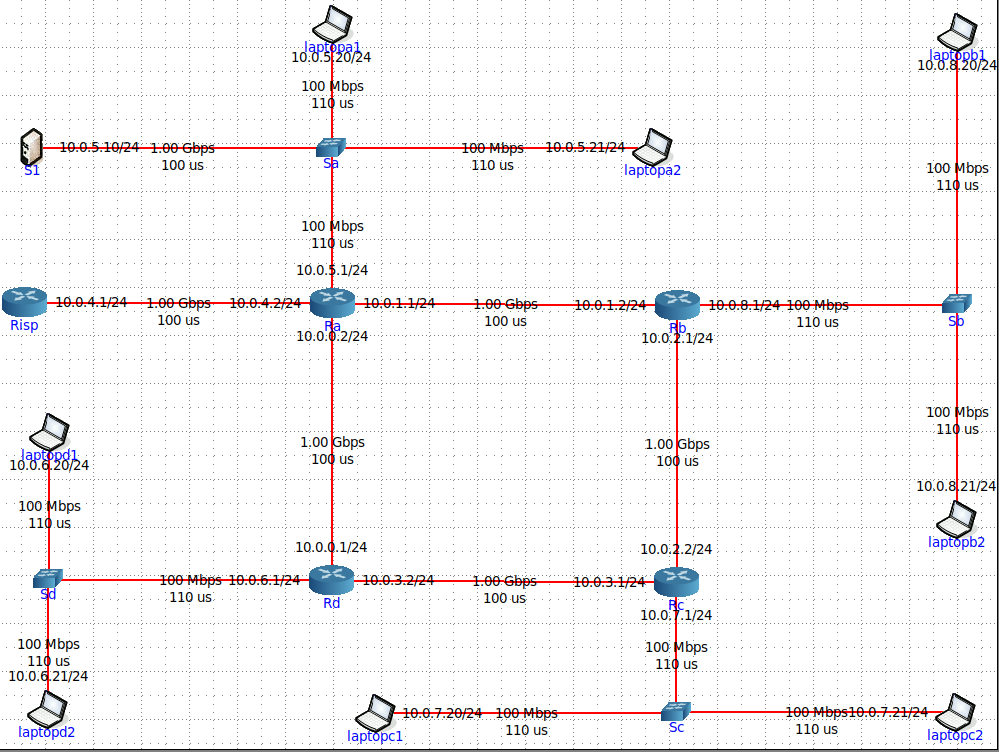 laptopa1
10.0.5.20/24
laptopb1
10.0.8.20/24
100 Mbps
110 us
S1
10.0.5.10/24
1.00 Gbps
100 us
Sa
100 Mbps
110 us
10.0.5.21/24
laptopa2
100 Mbps
110 us
100 Mbps
110 us
10.0.5.1/24
Risp
10.0.4.1/24
1.00 Gbps
100 us
10.0.4.2/24
Ra
10.0.0.2/24
10.0.1.1/24
1.00 Gbps
100 us
10.0.1.2/24
Rb
10.0.2.1/24
10.0.8.1/24
100 Mbps
110 us
Sb
laptopd1
10.0.6.20/24
1.00 Gbps
100 us
1.00 Gbps
100 us
100 Mbps
110 us
10.0.8.21/24
laptopb2
100 Mbps
110 us
10.0.0.1/24
10.0.2.2/24
Sd
100 Mbps
110 us
10.0.6.1/24
Rd
10.0.3.2/24
1.00 Gbps
100 us
10.0.3.1/24
Rc
10.0.7.1/24
100 Mbps
110 us
10.0.6.21/24
laptopd2
100 Mbps
110 us
laptopc1
10.0.7.20/24
100 Mbps
110 us
Sc
100 Mbps
110 us
10.0.7.21/24
laptopc2